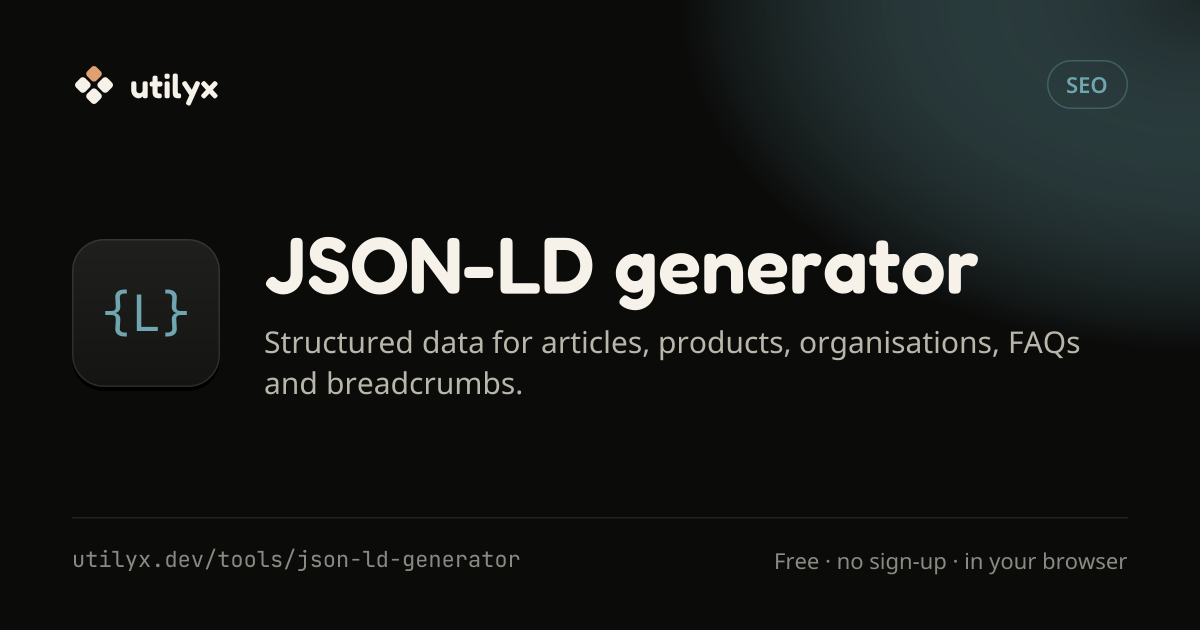 utilyx
SEO
{L}
JSON-LD generator
Structured data for articles, products, organisations, FAQs
and breadcrumbs.
utilyx.dev/tools/json-ld-generator
Free · no sign-up · in your browser